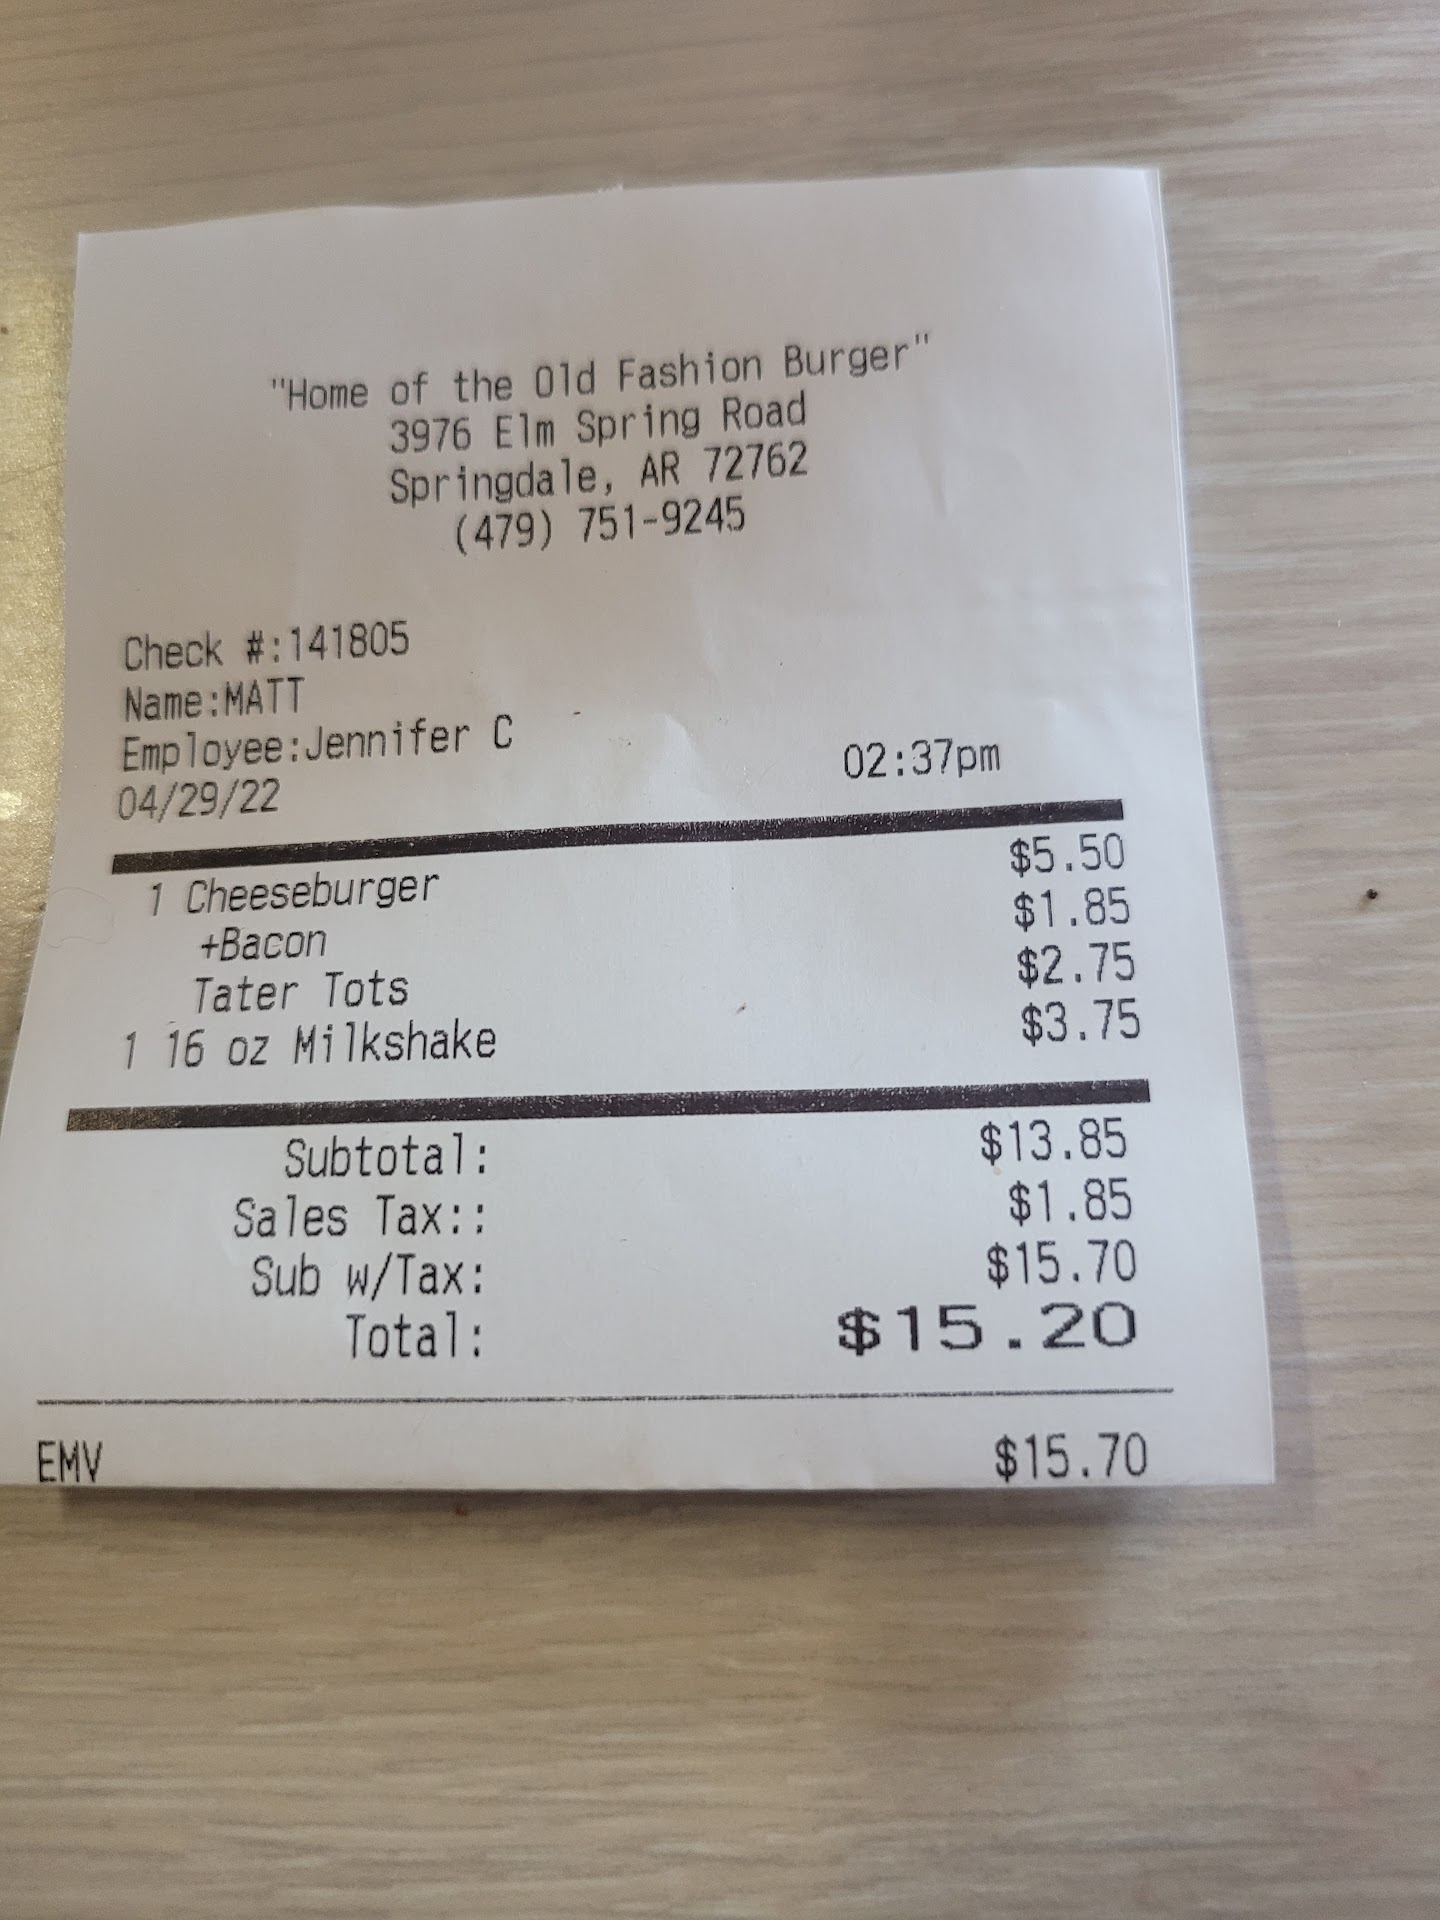 "Home of the Old Fashion Burger"
3976 Elm Spring Road
Springdale, AR 72762
(479) 751-9245
Check #:141805
Name:MATT
Employee:Jennifer C
04/29/22 02:37pm
1 Cheeseburger $5.50
+Bacon $1.85
Tater Tots $2.75
1 16 oz Milkshake $3.75
Subtotal: $13.85
Sales Tax:: $1.85
Sub w/Tax: $15.70
Total: $15.20
EMV $15.70